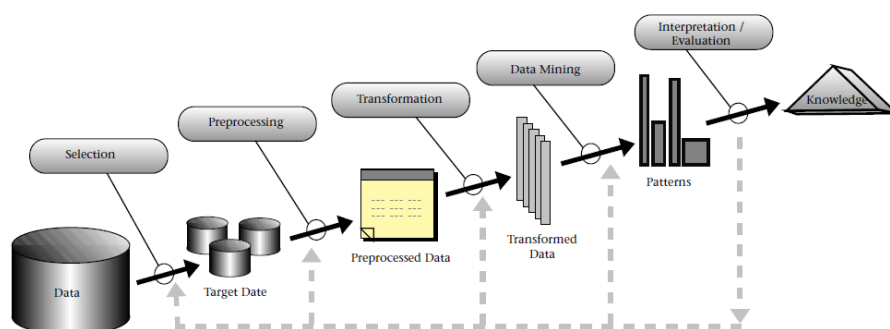 Interpretation /
Evaluation
Data Mining
Transformation
Preprocessing
Selection
Data
Target Date
Preprocessed Data
Transformed
Data
Patterns
Knowledge